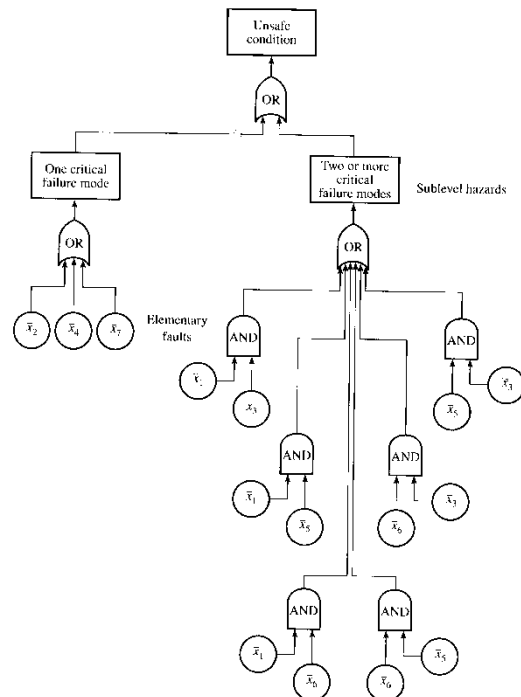 Unsafe
condition
OR
One critical
failure mode
Two or more
critical
failure modes
Sublevel hazards
OR
OR
x̄₂
x̄₄
x̄₇
Elementary
faults
AND
AND
x̄₁
x̄₃
x̄₅
x̄₃
AND
AND
x̄₁
x̄₅
x̄₆
x̄₃
AND
AND
x̄₁
x̄₆
x̄₆
x̄₅